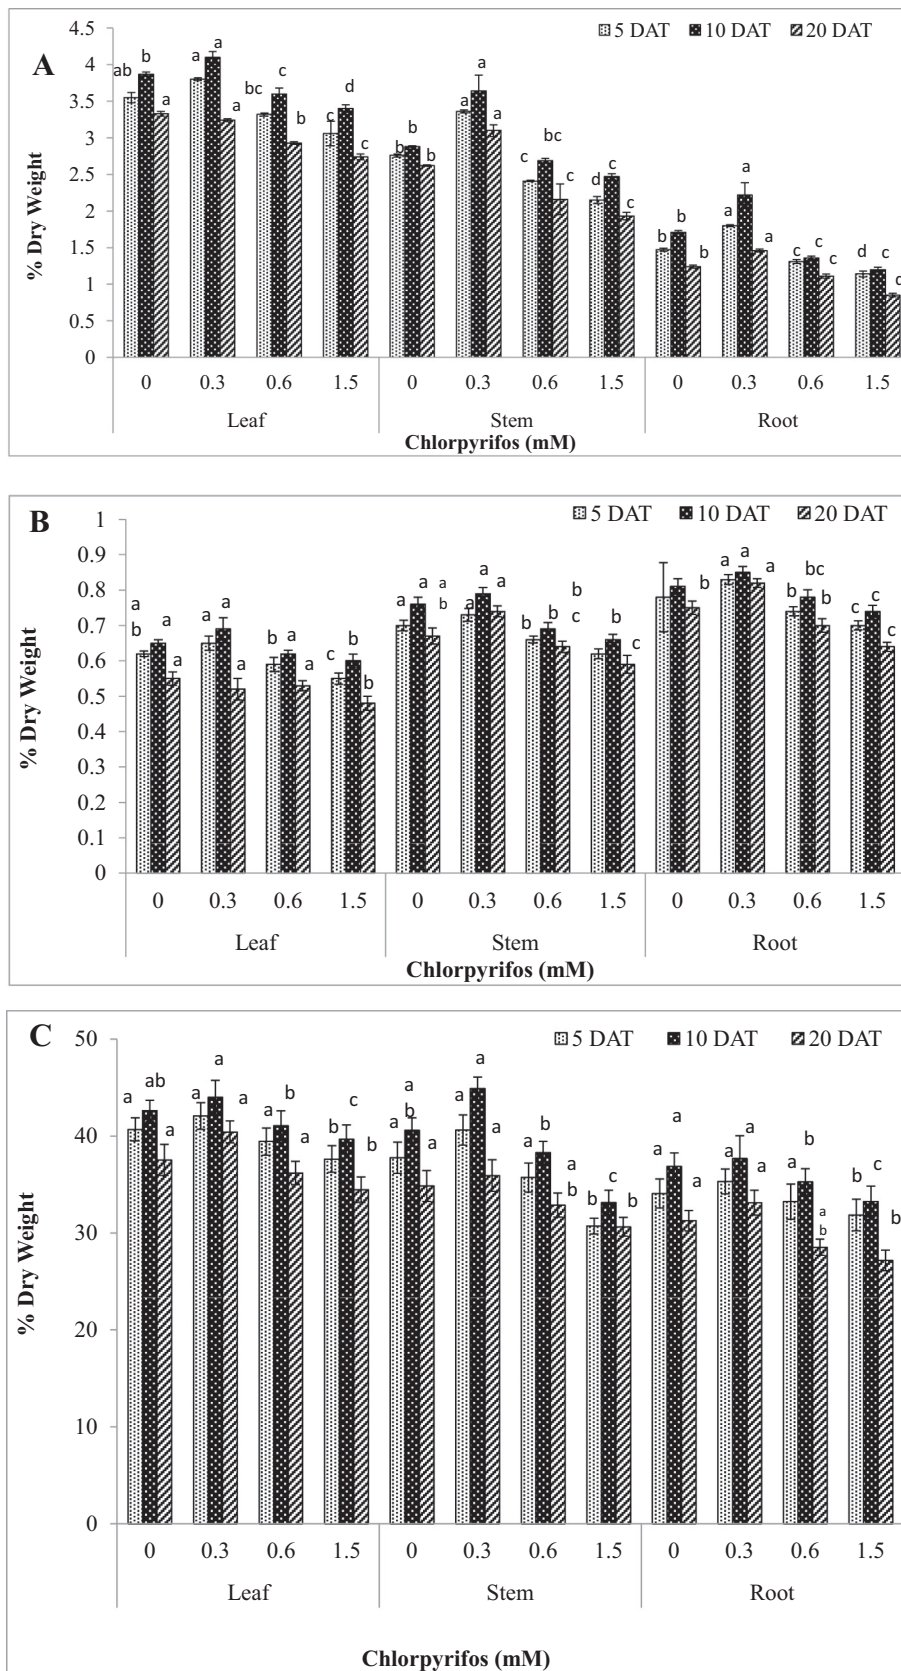 A
5 DAT 10 DAT 20 DAT
% Dry Weight
4.5
4
3.5
3
2.5
2
1.5
1
0.5
0
ab b a a a a bc c b c d c b b b a a a c bc c d c c b b b a a a c c c d c d
0 0.3 0.6 1.5 0 0.3 0.6 1.5 0 0.3 0.6 1.5
Leaf Stem Root
Chlorpyrifos (mM)
B
5 DAT 10 DAT 20 DAT
% Dry Weight
1
0.9
0.8
0.7
0.6
0.5
0.4
0.3
0.2
0.1
0
a b a a a a a b a a c b b a a a b a a a b b b c b b c b a a a b bc b c c c
0 0.3 0.6 1.5 0 0.3 0.6 1.5 0 0.3 0.6 1.5
Leaf Stem Root
Chlorpyrifos (mM)
C
5 DAT 10 DAT 20 DAT
% Dry Weight
50
40
30
20
10
0
a ab a a a a a b a b c b a a b a a a a a b a b b c b a a a a a a a b a b b c b
0 0.3 0.6 1.5 0 0.3 0.6 1.5 0 0.3 0.6 1.5
Leaf Stem Root
Chlorpyrifos (mM)